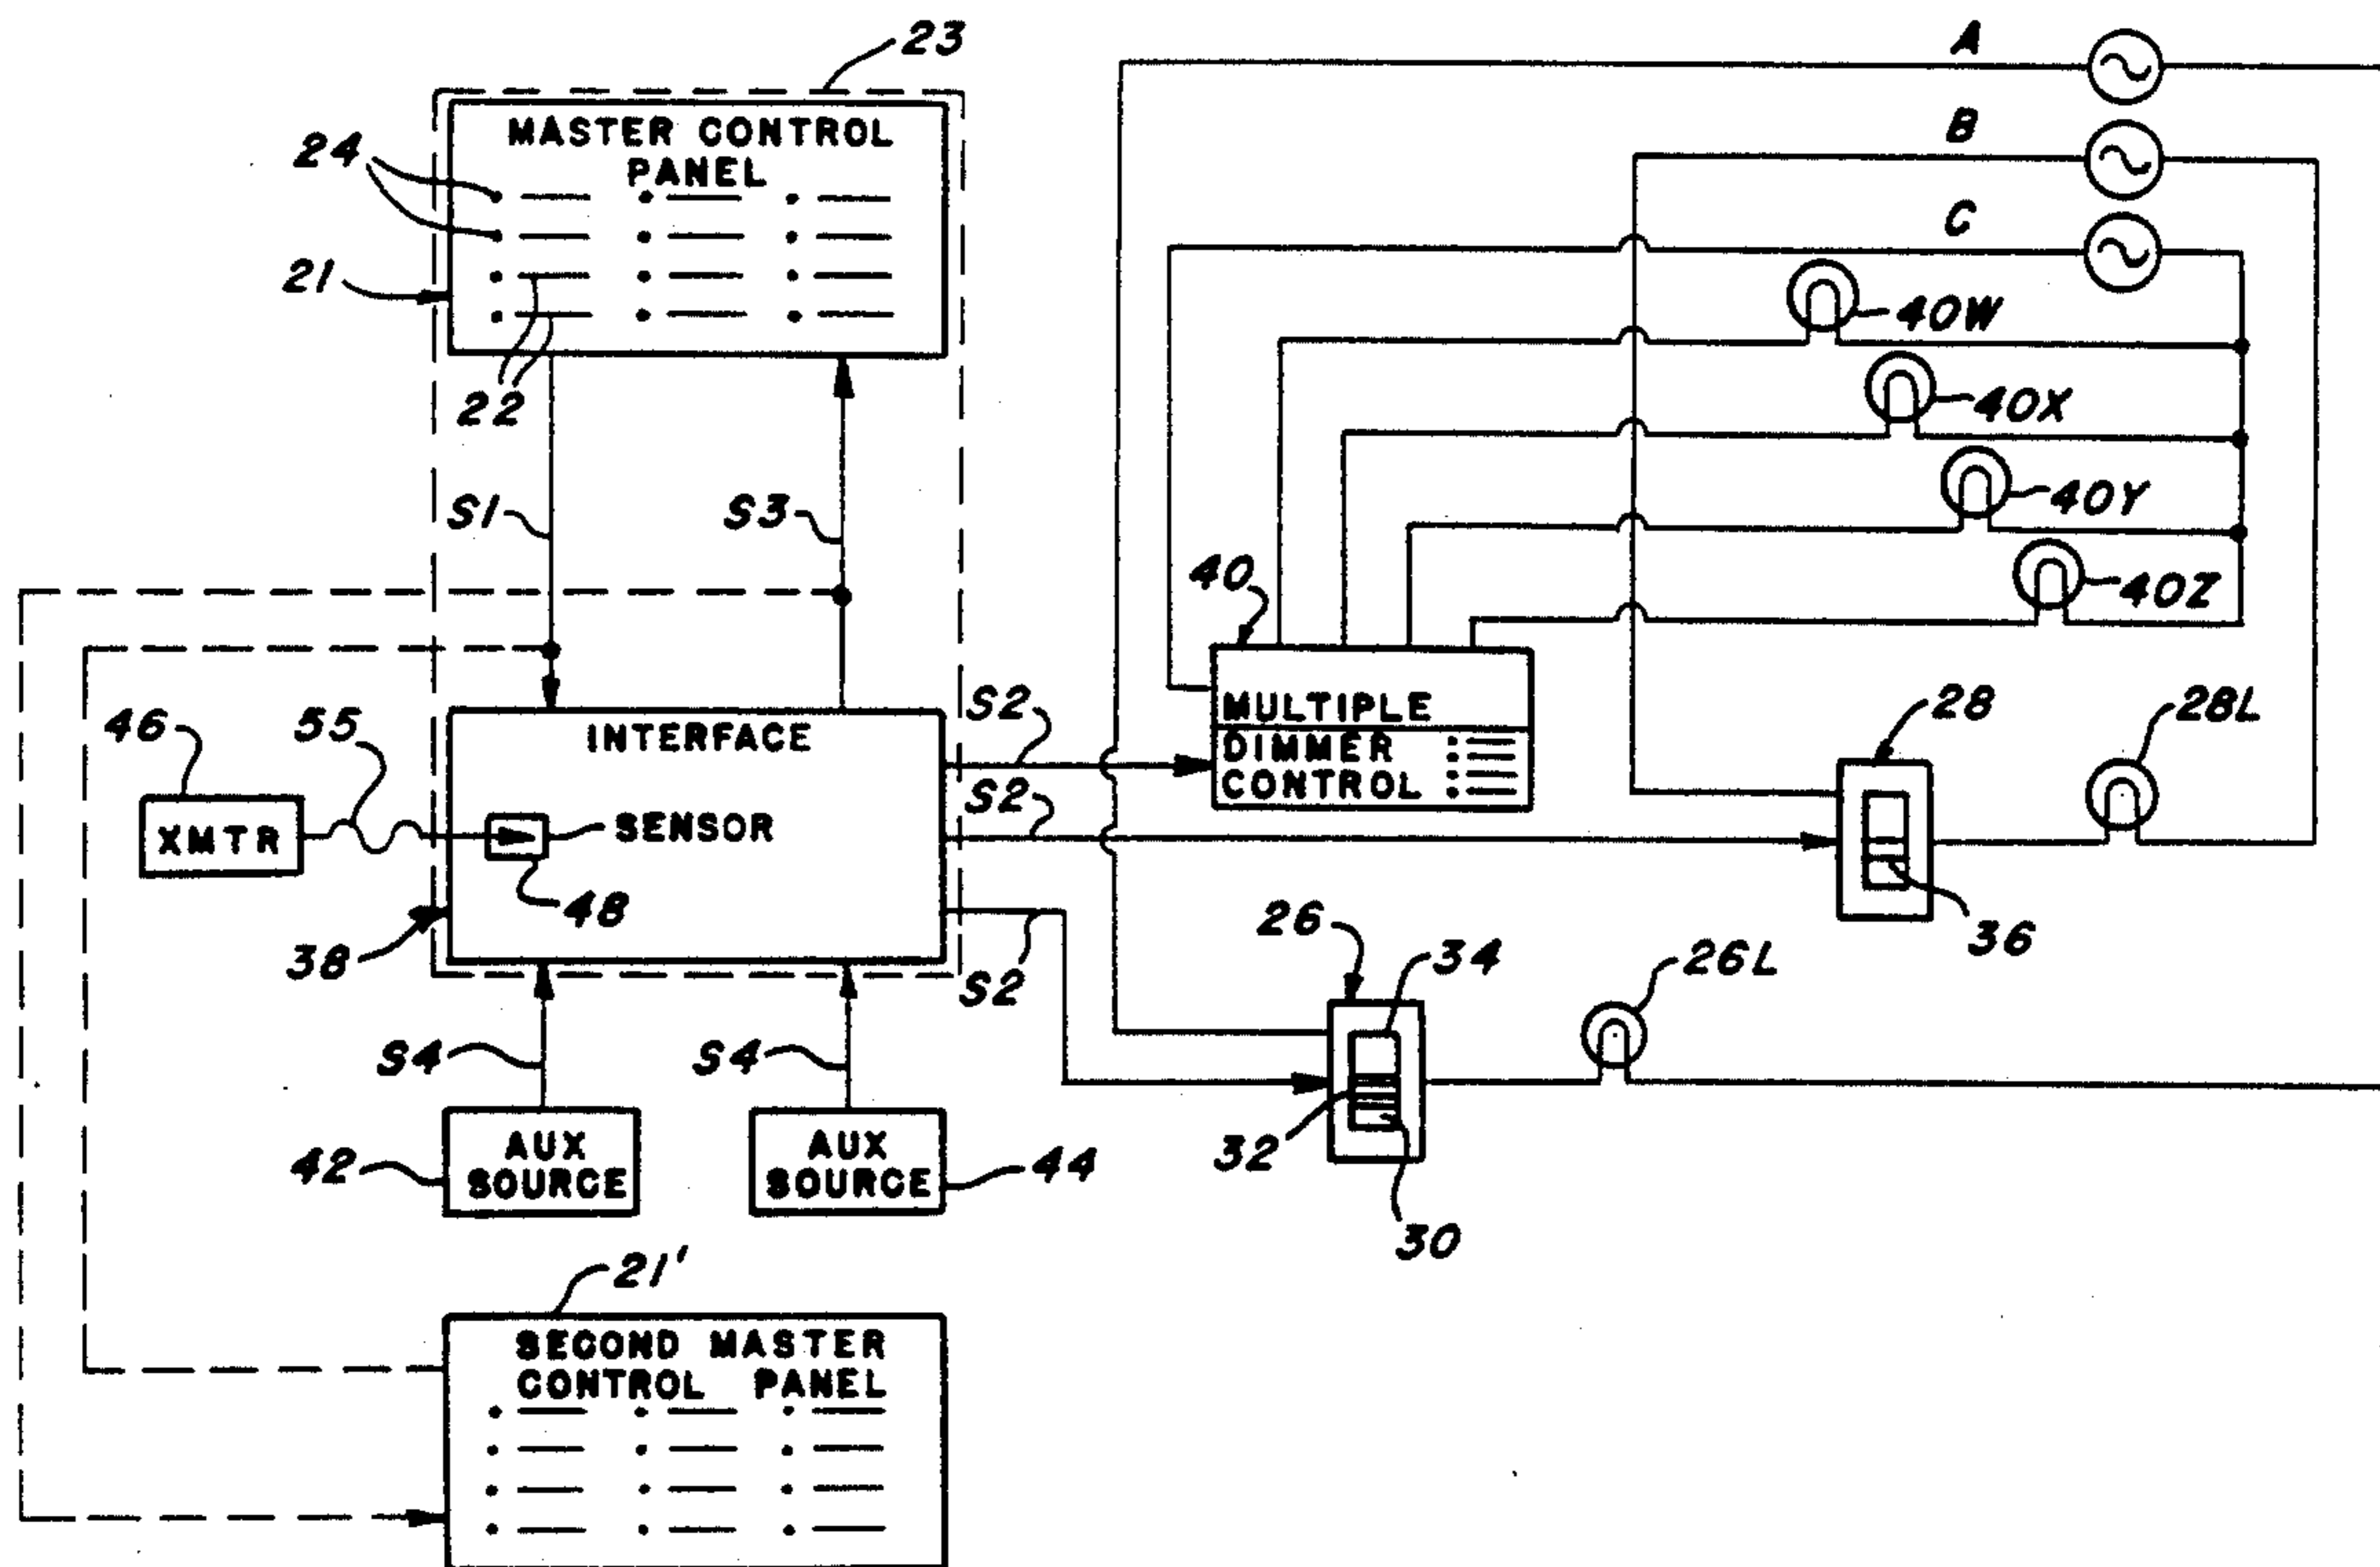 23
A
MASTER CONTROL
PANEL
24
B
C
21
40W
22
40X
S1
S3
40Y
40
40Z
INTERFACE
S2
MULTIPLE
28
28L
46
55
DIMMER
CONTROL
S2
XMTR
SENSOR
48
38
26
34
26L
36
S2
S4
S4
AUX
SOURCE
42
AUX
SOURCE
44
32
30
21'
SECOND MASTER
CONTROL PANEL